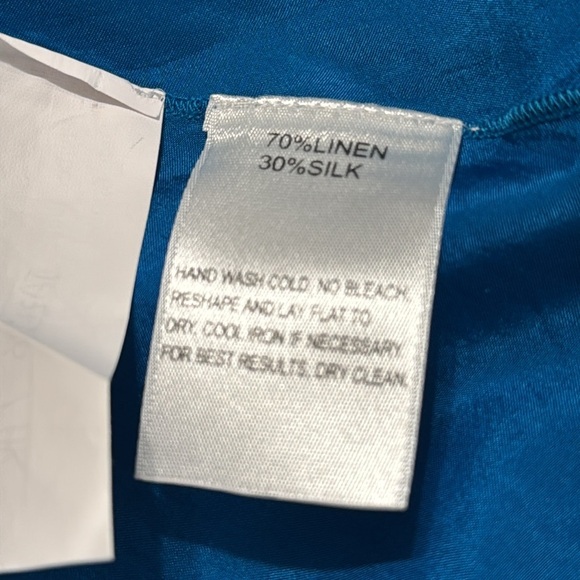 70%LINEN
30%SILK
HAND WASH COLD. NO BLEACH,
RESHAPE AND LAY FLAT TO
DRY, COOL IRON IF NECESSARY.
FOR BEST RESULTS, DRY CLEAN.